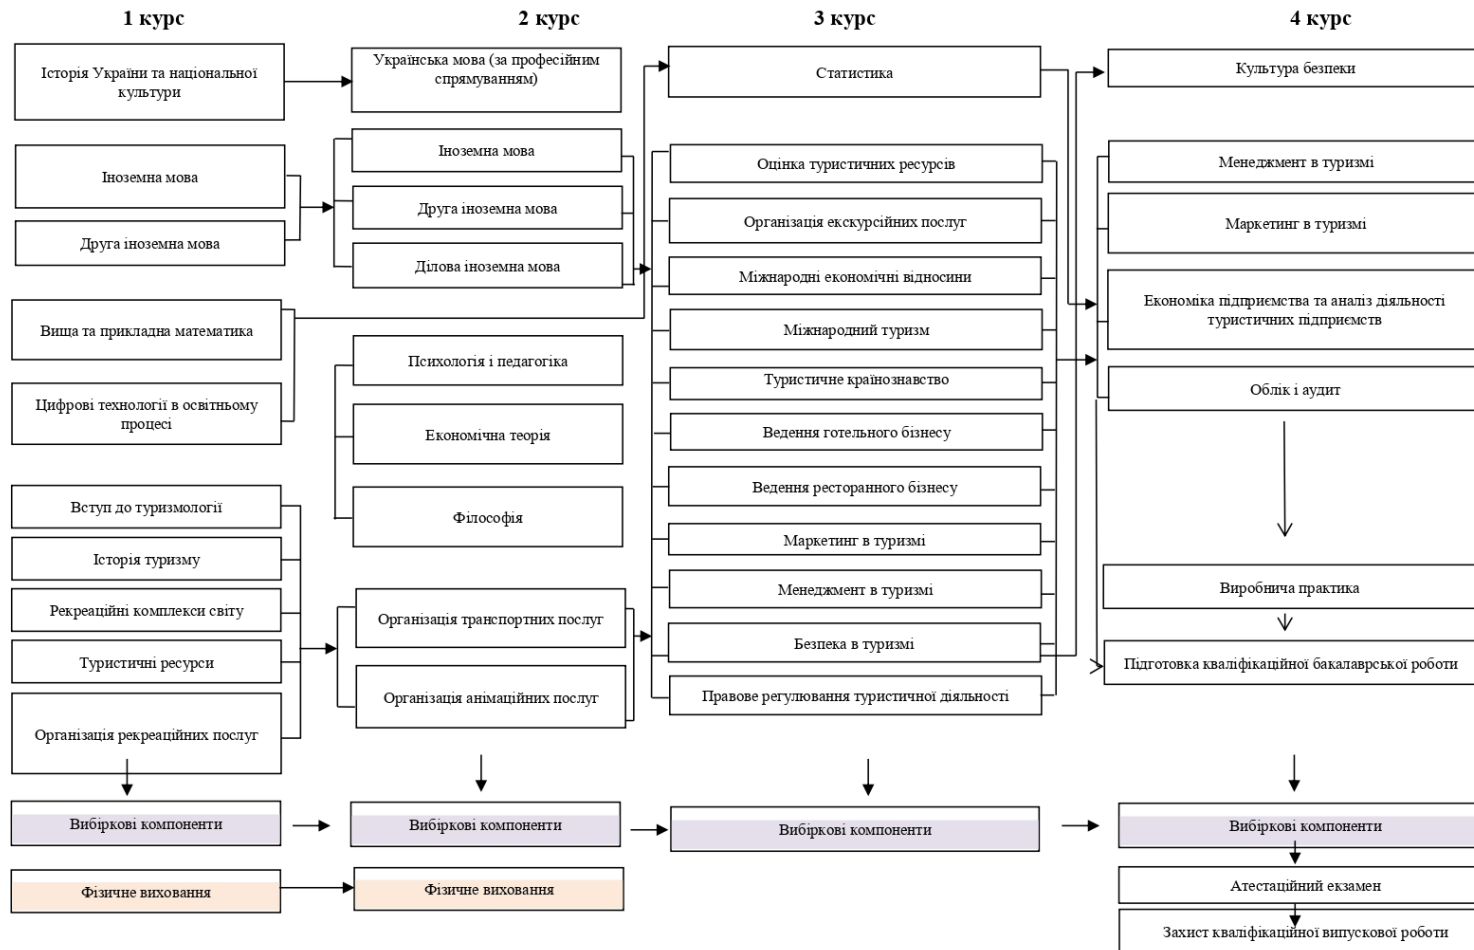 1 курс
2 курс
3 курс
4 курс
Історія України та національної
культури
Іноземна мова
Друга іноземна мова
Вища та прикладна математика
Цифрові технології в освітньому
процесі
Вступ до туризмології
Історія туризму
Рекреаційні комплекси світу
Туристичні ресурси
Організація рекреаційних послуг
Вибіркові компоненти
Фізичне виховання
Українська мова (за професійним
спрямуванням)
Іноземна мова
Друга іноземна мова
Ділова іноземна мова
Психологія і педагогіка
Економічна теорія
Філософія
Організація транспортних послуг
Організація анімаційних послуг
Вибіркові компоненти
Фізичне виховання
Статистика
Оцінка туристичних ресурсів
Організація екскурсійних послуг
Міжнародні економічні відносини
Міжнародний туризм
Туристичне країнознавство
Ведення готельного бізнесу
Ведення ресторанного бізнесу
Маркетинг в туризмі
Менеджмент в туризмі
Безпека в туризмі
Правове регулювання туристичної діяльності
Вибіркові компоненти
Культура безпеки
Менеджмент в туризмі
Маркетинг в туризмі
Економіка підприємства та аналіз діяльності
туристичних підприємств
Облік і аудит
Виробнича практика
Підготовка кваліфікаційної бакалаврської роботи
Вибіркові компоненти
Атестаційний екзамен
Захист кваліфікаційної випускової роботи